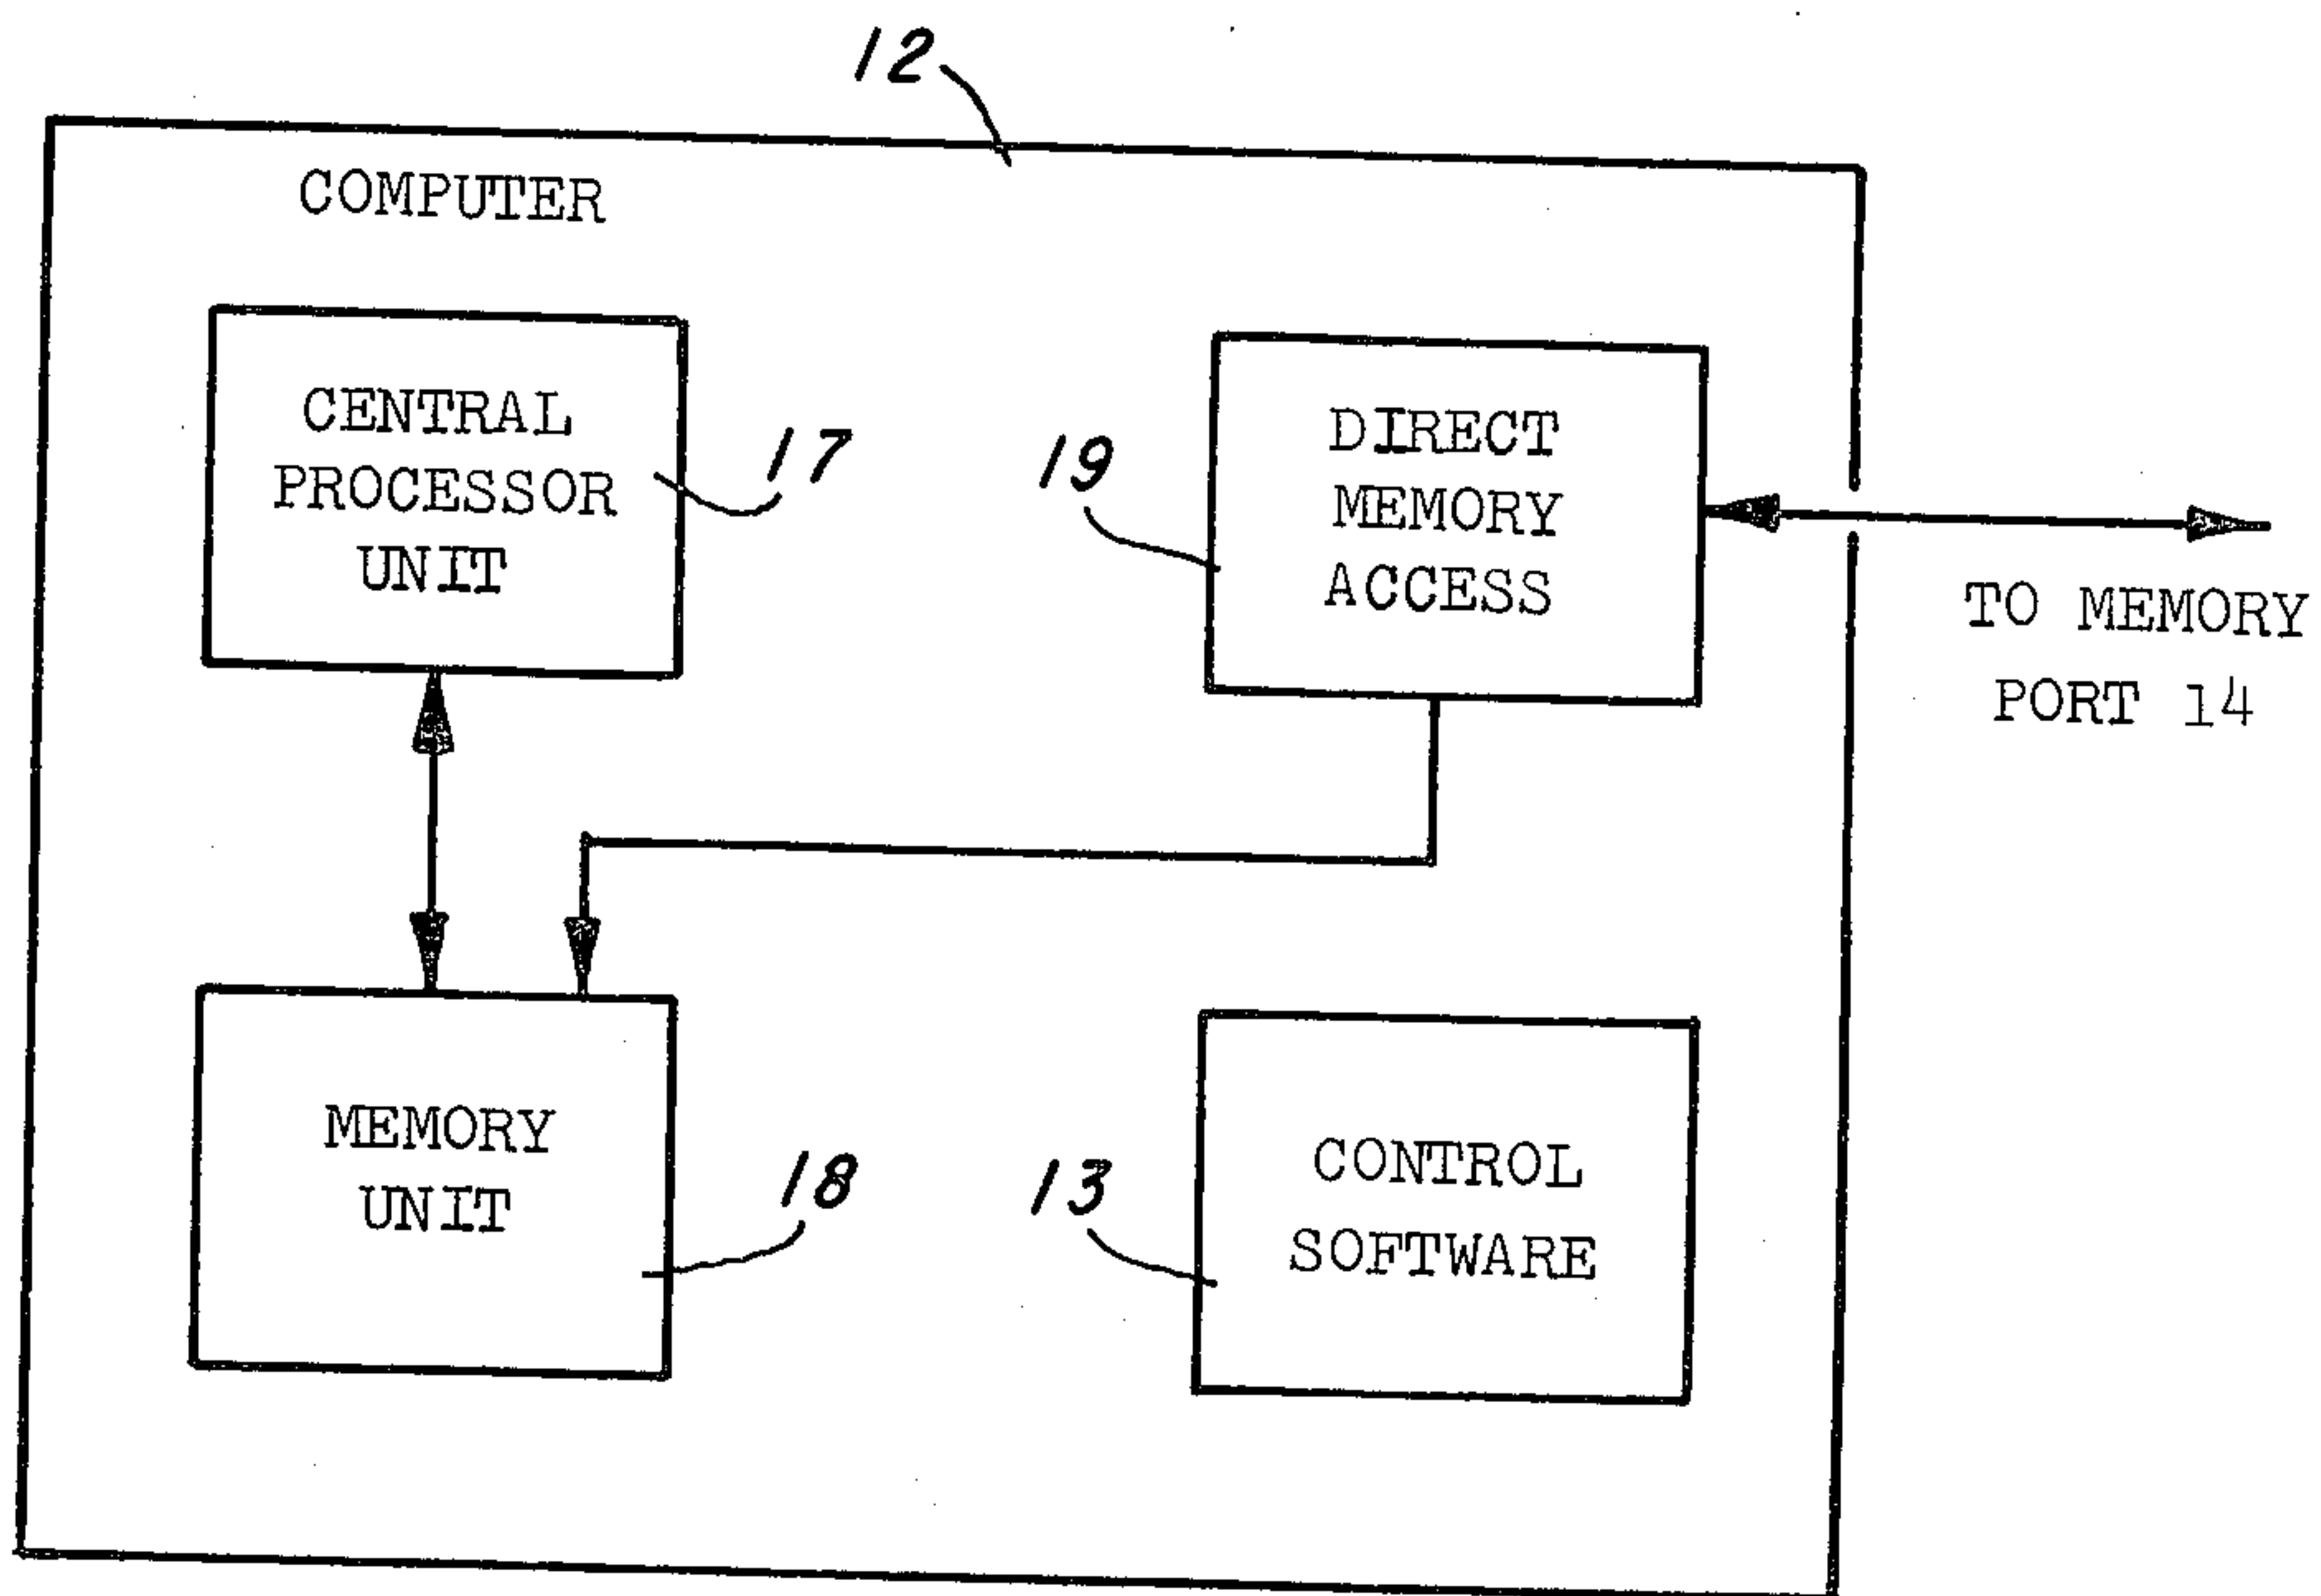 12
COMPUTER
CENTRAL
PROCESSOR
UNIT
17
19
DIRECT
MEMORY
ACCESS
TO MEMORY
PORT 14
MEMORY
UNIT
18
13
CONTROL
SOFTWARE